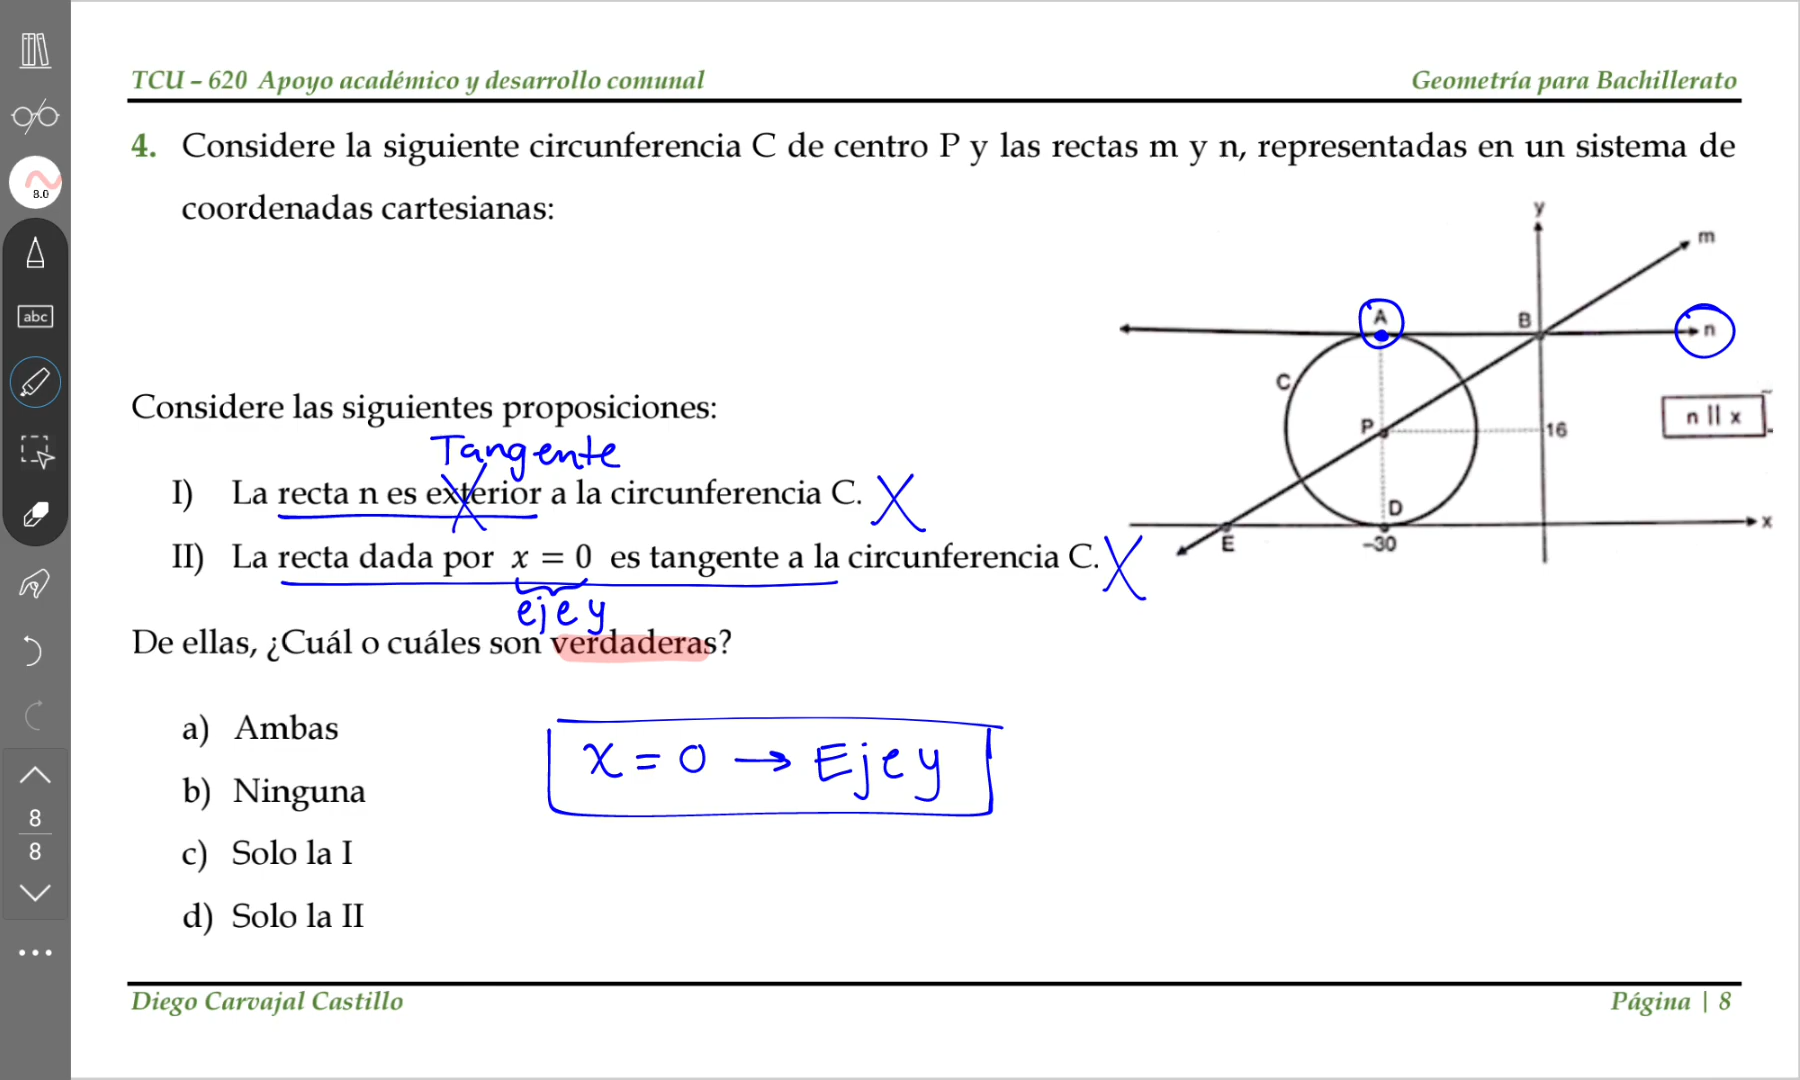 TCU – 620 Apoyo académico y desarrollo comunal
Geometría para Bachillerato
4. Considere la siguiente circunferencia C de centro P y las rectas m y n, representadas en un sistema de
coordenadas cartesianas:
y
m
A
B
n
C
n || x
P
16
D
x
E
-30
Considere las siguientes proposiciones:
Tangente
I) La recta n es exterior a la circunferencia C. X
II) La recta dada por x = 0 es tangente a la circunferencia C. X
eje y
De ellas, ¿Cuál o cuáles son verdaderas?
a) Ambas
x = 0 → Eje y
b) Ninguna
c) Solo la I
d) Solo la II
Diego Carvajal Castillo
Página | 8
8.0
abc
8
8